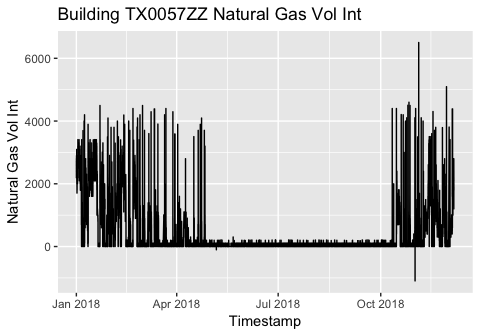 Building TX0057ZZ Natural Gas Vol Int
Natural Gas Vol Int
6000
4000
2000
0
Jan 2018 Apr 2018 Jul 2018 Oct 2018
Timestamp